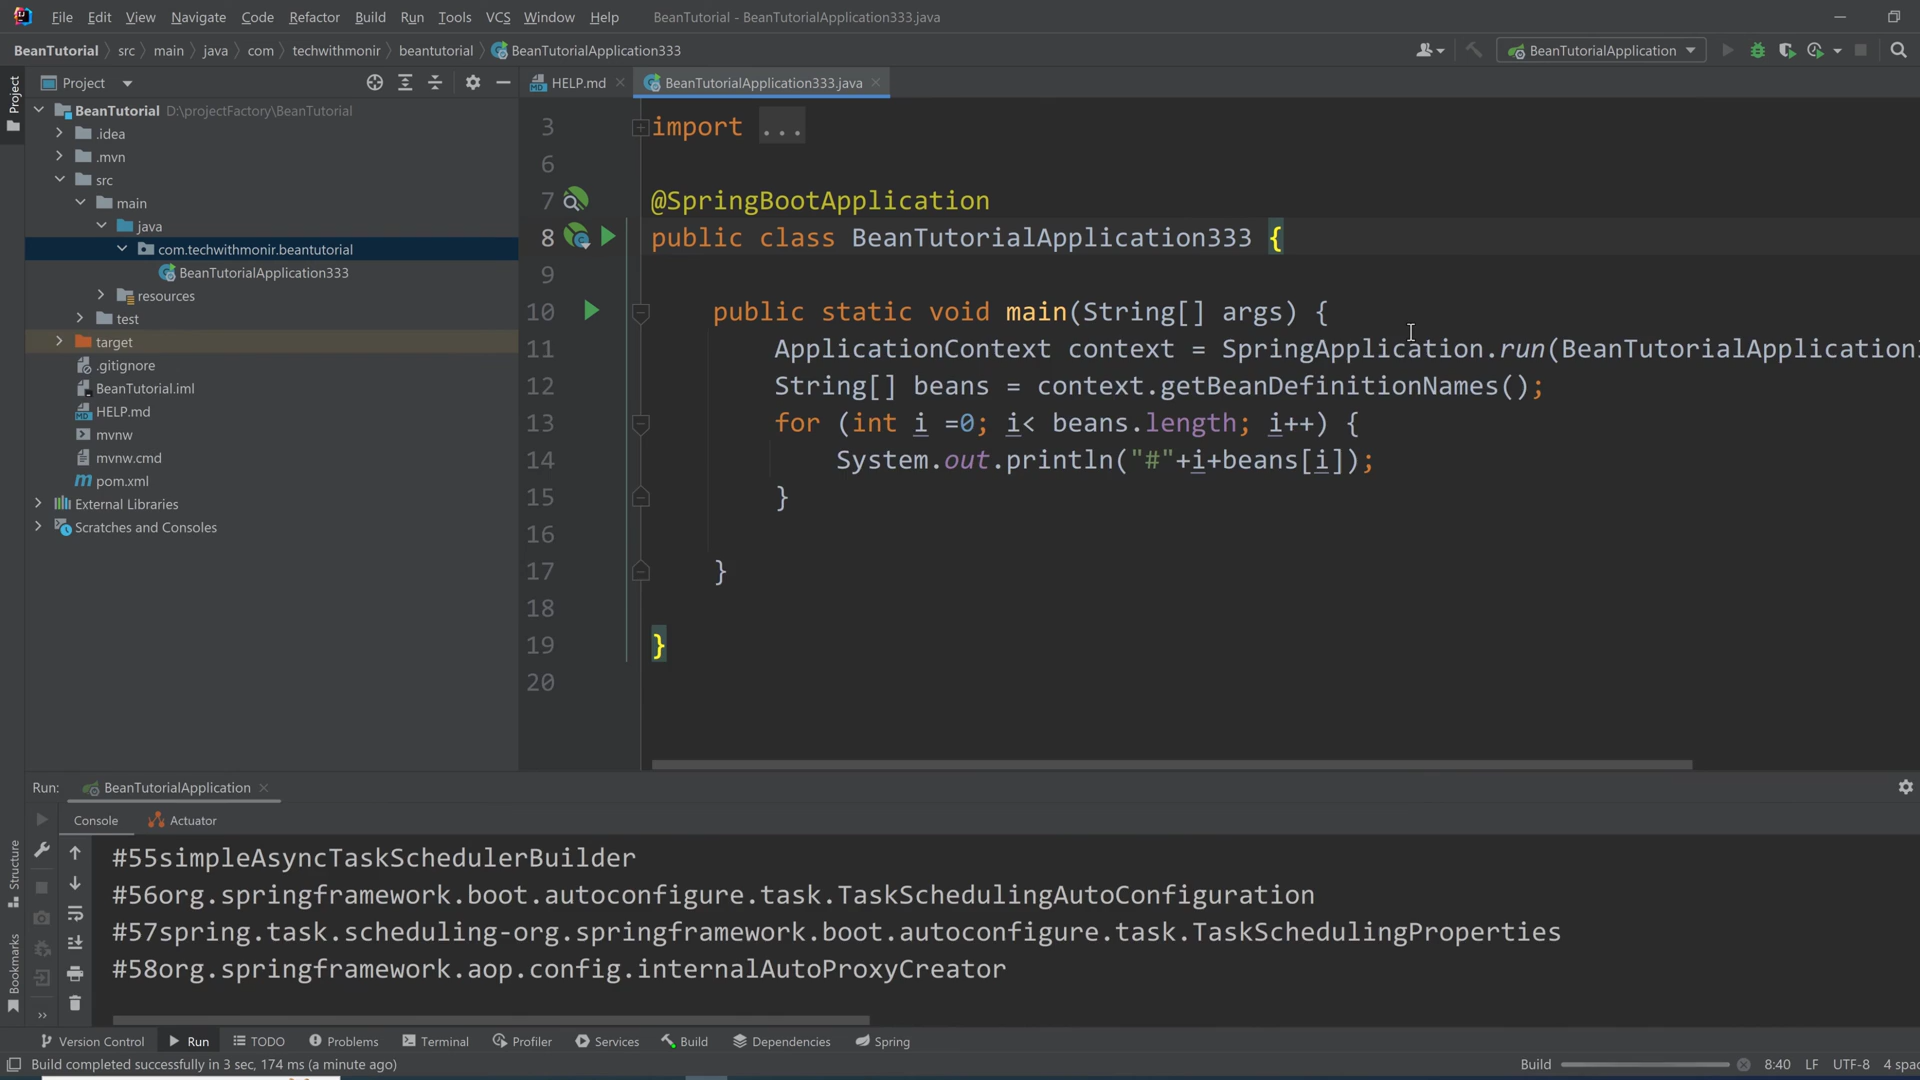 File Edit View Navigate Code Refactor Build Run Tools VCS Window Help BeanTutorial - BeanTutorialApplication333.java
BeanTutorial src main java com techwithmonir beantutorial BeanTutorialApplication333 BeanTutorialApplication
Project HELP.md BeanTutorialApplication333.java
Project
BeanTutorial D:\projectFactory\BeanTutorial
.idea
.mvn
src
main
java
com.techwithmonir.beantutorial
BeanTutorialApplication333
resources
test
target
.gitignore
BeanTutorial.iml
HELP.md
mvnw
mvnw.cmd
pom.xml
External Libraries
Scratches and Consoles
3 import ...
6
7 @SpringBootApplication
8 public class BeanTutorialApplication333 {
9
10 public static void main(String[] args) {
11 ApplicationContext context = SpringApplication.run(BeanTutorialApplication
12 String[] beans = context.getBeanDefinitionNames();
13 for (int i =0; i< beans.length; i++) {
14 System.out.println("#"+i+beans[i]);
15 }
16
17 }
18
19 }
20
Run: BeanTutorialApplication
Console Actuator
#55simpleAsyncTaskSchedulerBuilder
#56org.springframework.boot.autoconfigure.task.TaskSchedulingAutoConfiguration
#57spring.task.scheduling-org.springframework.boot.autoconfigure.task.TaskSchedulingProperties
#58org.springframework.aop.config.internalAutoProxyCreator
Structure
Bookmarks
Version Control Run TODO Problems Terminal Profiler Services Build Dependencies Spring
Build completed successfully in 3 sec, 174 ms (a minute ago) Build 8:40 LF UTF-8 4 spac